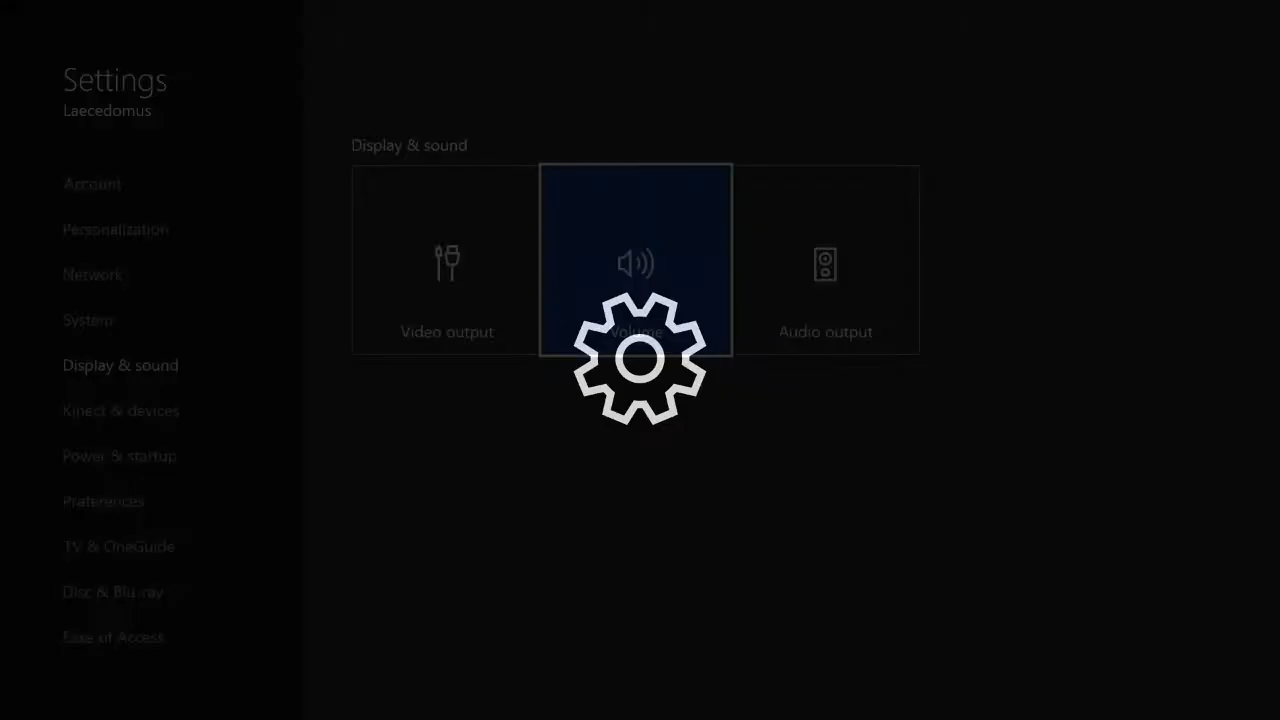 Settings
Laecedomus
Account
Personalization
Network
System
Display & sound
Kinect & devices
Power & startup
Preferences
TV & OneGuide
Disc & Blu-ray
Ease of Access
Display & sound
Video output
Volume
Audio output